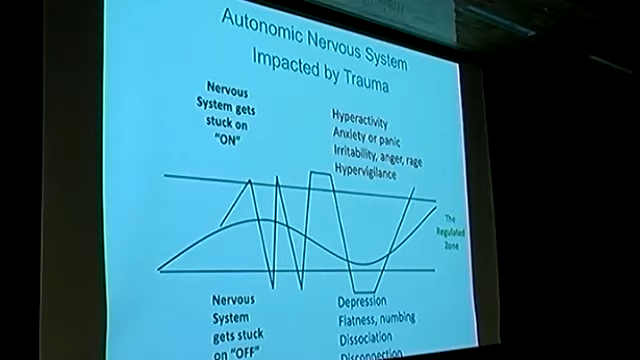 Autonomic Nervous System
Impacted by Trauma
Nervous
System gets
stuck on
"ON"
Hyperactivity
Anxiety or panic
Irritability, anger, rage
Hypervigilance
The
Regulated
Zone
Nervous
System
gets stuck
on "OFF"
Depression
Flatness, numbing
Dissociation
Disconnection